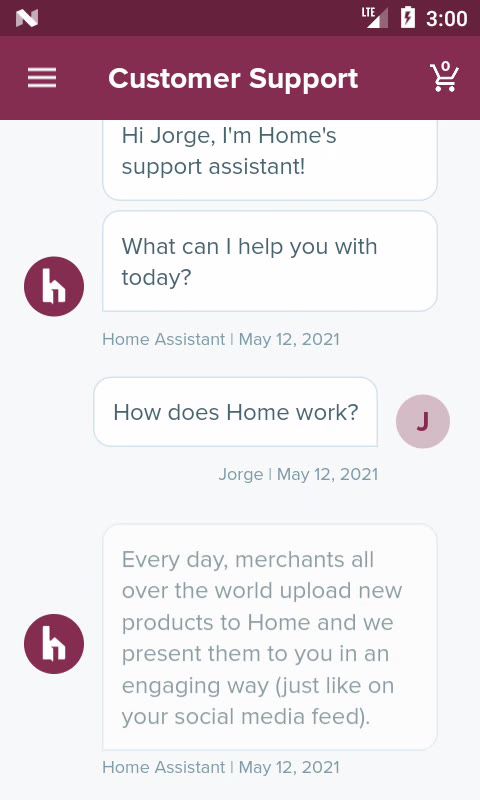 LTE 3:00
Customer Support
0
Hi Jorge, I'm Home's
support assistant!
What can I help you with
today?
h
Home Assistant | May 12, 2021
How does Home work?
J
Jorge | May 12, 2021
Every day, merchants all
over the world upload new
products to Home and we
present them to you in an
engaging way (just like on
your social media feed).
h
Home Assistant | May 12, 2021